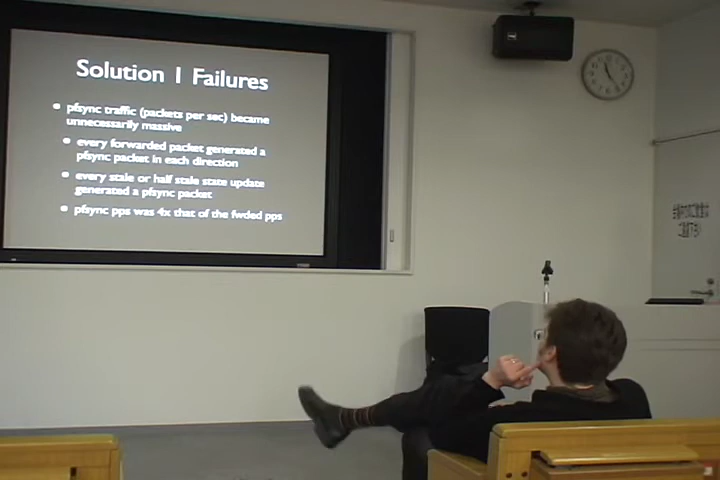 Solution 1 Failures
pfsync traffic (packets per sec) became
unnecessarily massive
every forwarded packet generated a
pfsync packet in each direction
every stale or half stale state update
generated a pfsync packet
pfsync pps was 4x that of the fwded pps